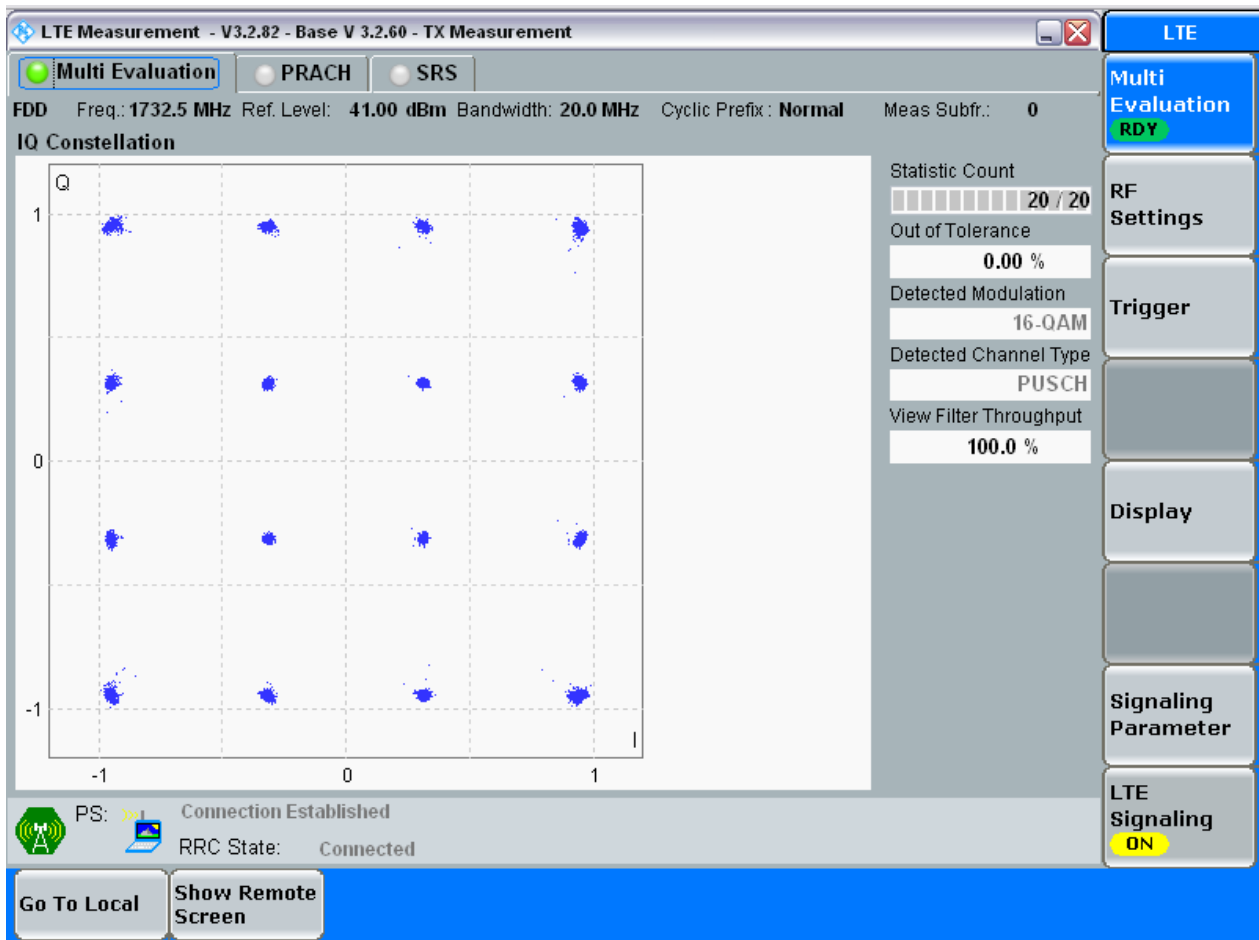 LTE Measurement - V3.2.82 - Base V 3.2.60 - TX Measurement
Multi Evaluation PRACH SRS
FDD Freq.: 1732.5 MHz Ref. Level: 41.00 dBm Bandwidth: 20.0 MHz Cyclic Prefix : Normal Meas Subfr.: 0
IQ Constellation
Q
1
0
-1
I
-1 0 1
Statistic Count
20 / 20
Out of Tolerance
0.00 %
Detected Modulation
16-QAM
Detected Channel Type
PUSCH
View Filter Throughput
100.0 %
PS: Connection Established
RRC State: Connected
Go To Local
Show Remote
Screen
LTE
Multi
Evaluation
RDY
RF
Settings
Trigger
Display
Signaling
Parameter
LTE
Signaling
ON